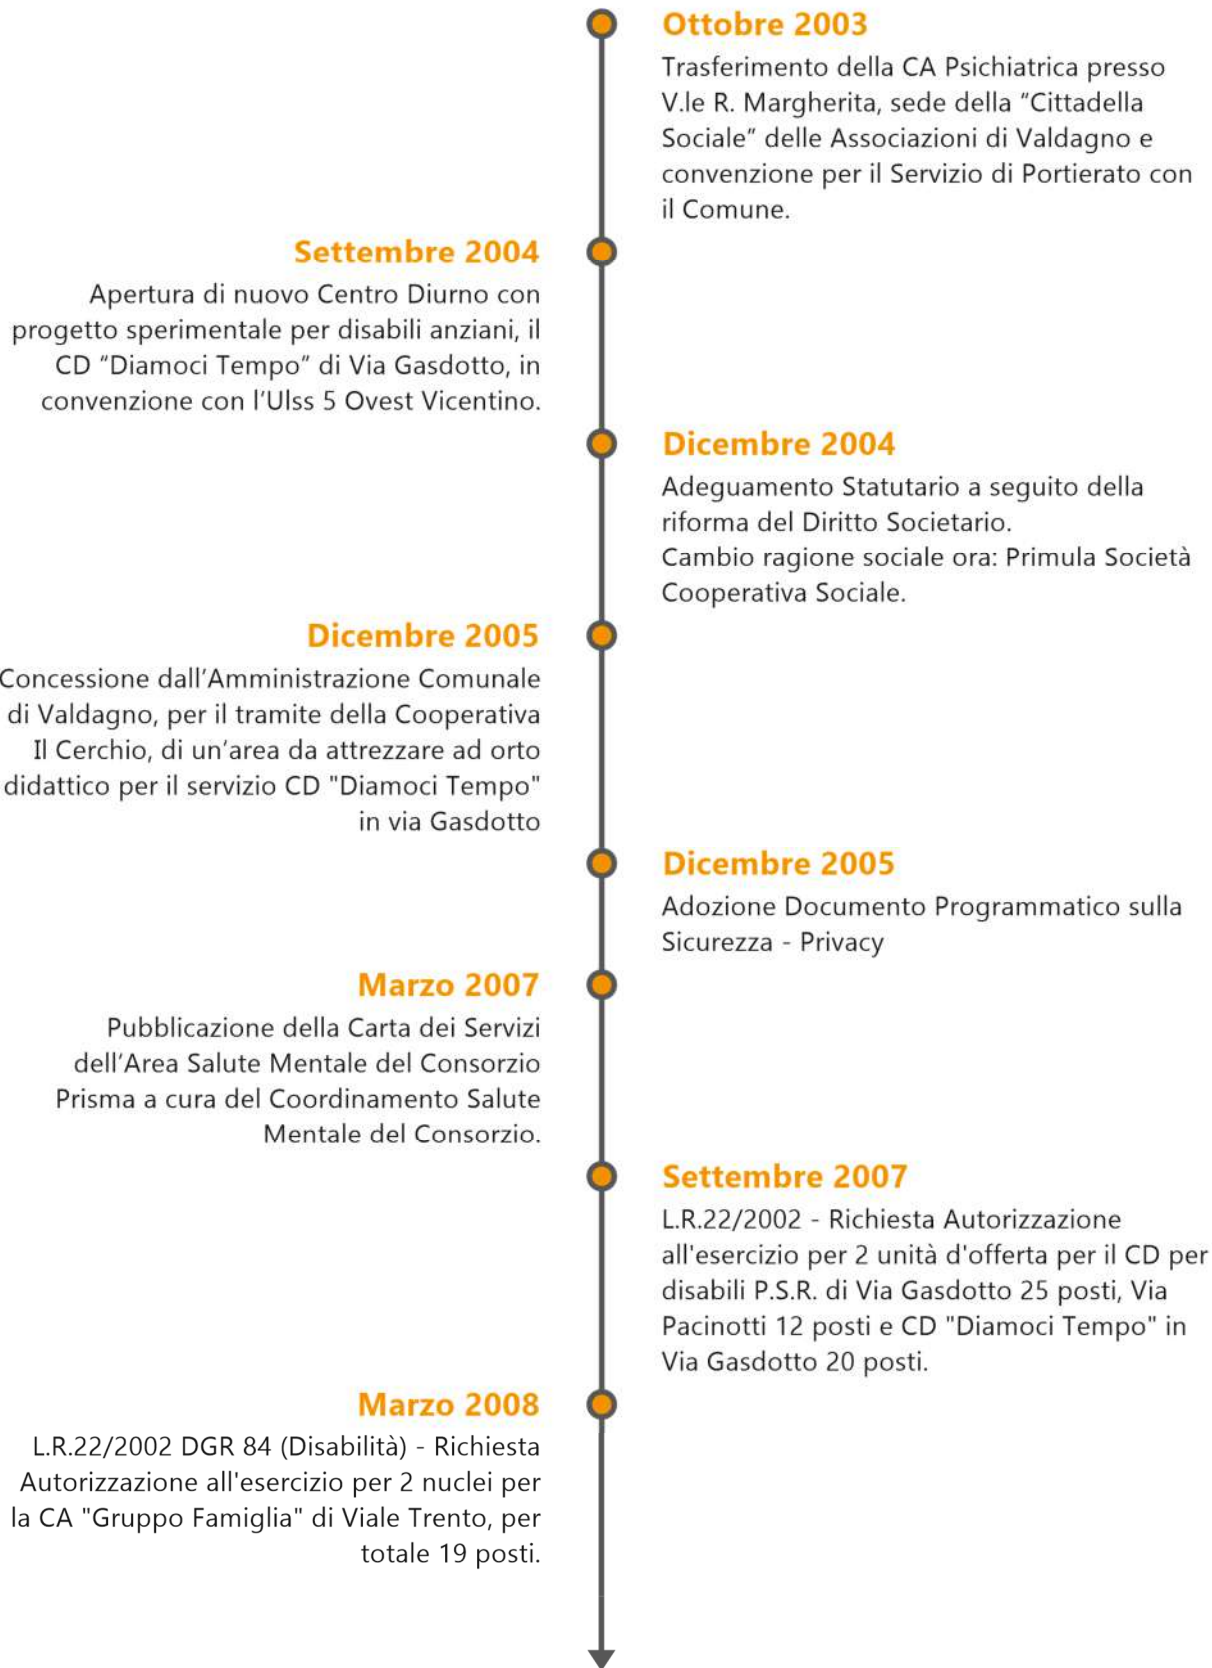 Ottobre 2003
Trasferimento della CA Psichiatrica presso
V.le R. Margherita, sede della “Cittadella
Sociale” delle Associazioni di Valdagno e
convenzione per il Servizio di Portierato con
il Comune.
Settembre 2004
Apertura di nuovo Centro Diurno con
progetto sperimentale per disabili anziani, il
CD “Diamoci Tempo” di Via Gasdotto, in
convenzione con l’Ulss 5 Ovest Vicentino.
Dicembre 2004
Adeguamento Statutario a seguito della
riforma del Diritto Societario.
Cambio ragione sociale ora: Primula Società
Cooperativa Sociale.
Dicembre 2005
Concessione dall’Amministrazione Comunale
di Valdagno, per il tramite della Cooperativa
Il Cerchio, di un’area da attrezzare ad orto
didattico per il servizio CD "Diamoci Tempo"
in via Gasdotto
Dicembre 2005
Adozione Documento Programmatico sulla
Sicurezza - Privacy
Marzo 2007
Pubblicazione della Carta dei Servizi
dell’Area Salute Mentale del Consorzio
Prisma a cura del Coordinamento Salute
Mentale del Consorzio.
Settembre 2007
L.R.22/2002 - Richiesta Autorizzazione
all'esercizio per 2 unità d'offerta per il CD per
disabili P.S.R. di Via Gasdotto 25 posti, Via
Pacinotti 12 posti e CD "Diamoci Tempo" in
Via Gasdotto 20 posti.
Marzo 2008
L.R.22/2002 DGR 84 (Disabilità) - Richiesta
Autorizzazione all'esercizio per 2 nuclei per
la CA "Gruppo Famiglia" di Viale Trento, per
totale 19 posti.